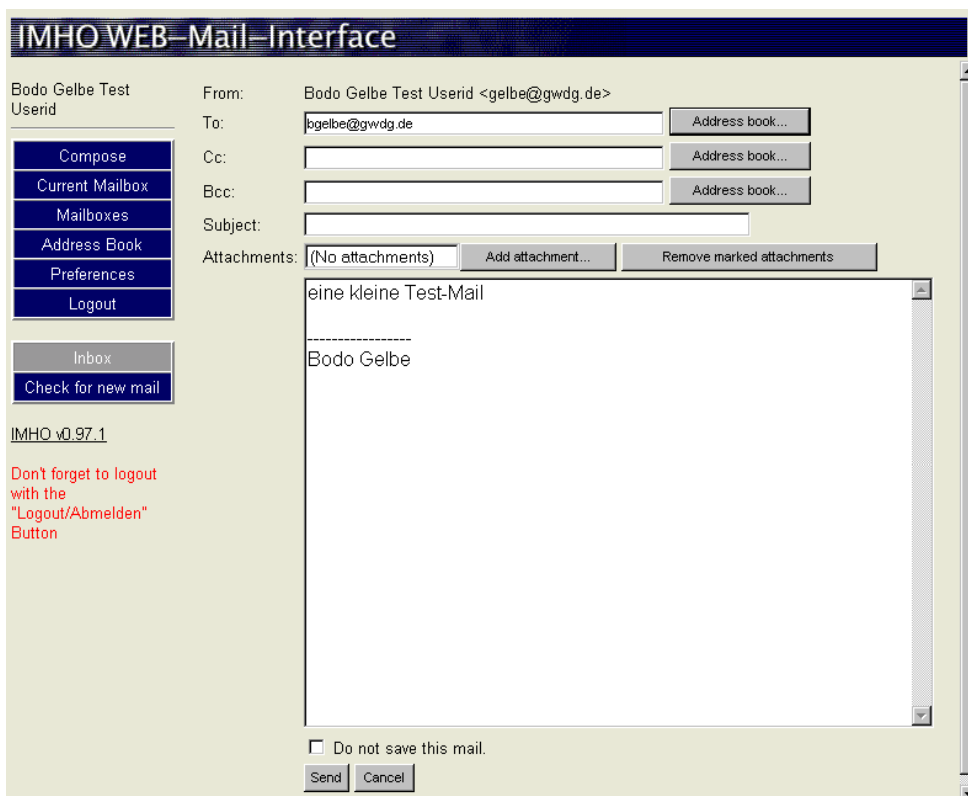 IMHO WEB–Mail–Interface
Bodo Gelbe Test
Userid
Compose
Current Mailbox
Mailboxes
Address Book
Preferences
Logout
Inbox
Check for new mail
IMHO v0.97.1
Don't forget to logout
with the
"Logout/Abmelden"
Button
From: Bodo Gelbe Test Userid <gelbe@gwdg.de>
To: bgelbe@gwdg.de Address book...
Cc: Address book...
Bcc: Address book...
Subject:
Attachments: (No attachments) Add attachment... Remove marked attachments
eine kleine Test-Mail
-----------------
Bodo Gelbe
Do not save this mail.
Send Cancel